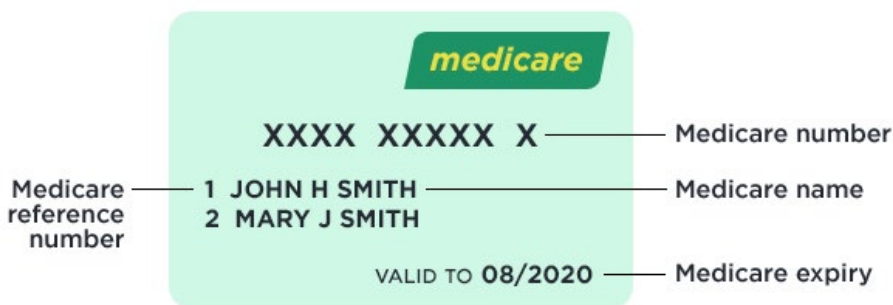 medicare
XXXX XXXXX X
Medicare number
Medicare reference number
1 JOHN H SMITH
Medicare name
2 MARY J SMITH
VALID TO 08/2020
Medicare expiry